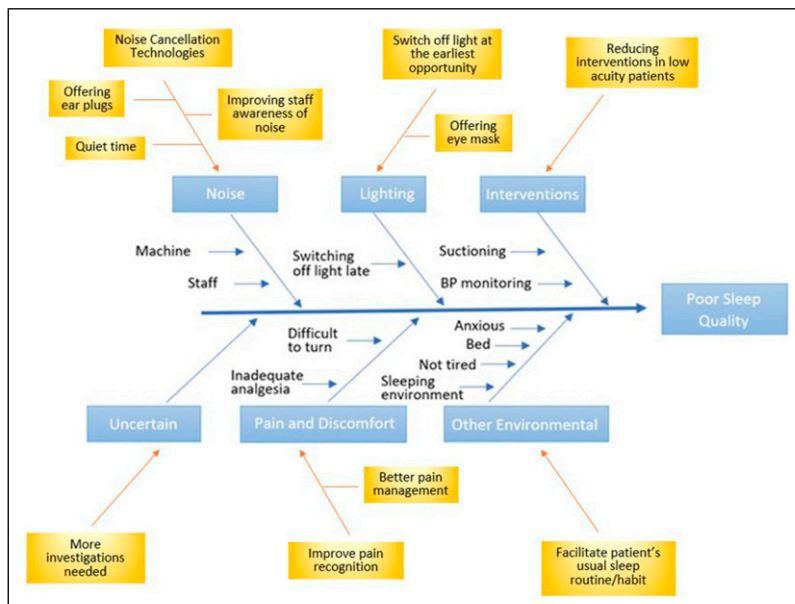 Noise Cancellation
Technologies
Switch off light at
the earliest
opportunity
Reducing
interventions in low
acuity patients
Offering
ear plugs
Improving staff
awareness of
noise
Offering
eye mask
Quiet time
Noise
Lighting
Interventions
Machine
Staff
Switching
off light late
Suctioning
BP monitoring
Poor Sleep
Quality
Difficult
to turn
Inadequate
analgesia
Anxious
Bed
Not tired
Sleeping
environment
Uncertain
Pain and Discomfort
Other Environmental
Better pain
management
More
investigations
needed
Improve pain
recognition
Facilitate patient's
usual sleep
routine/habit